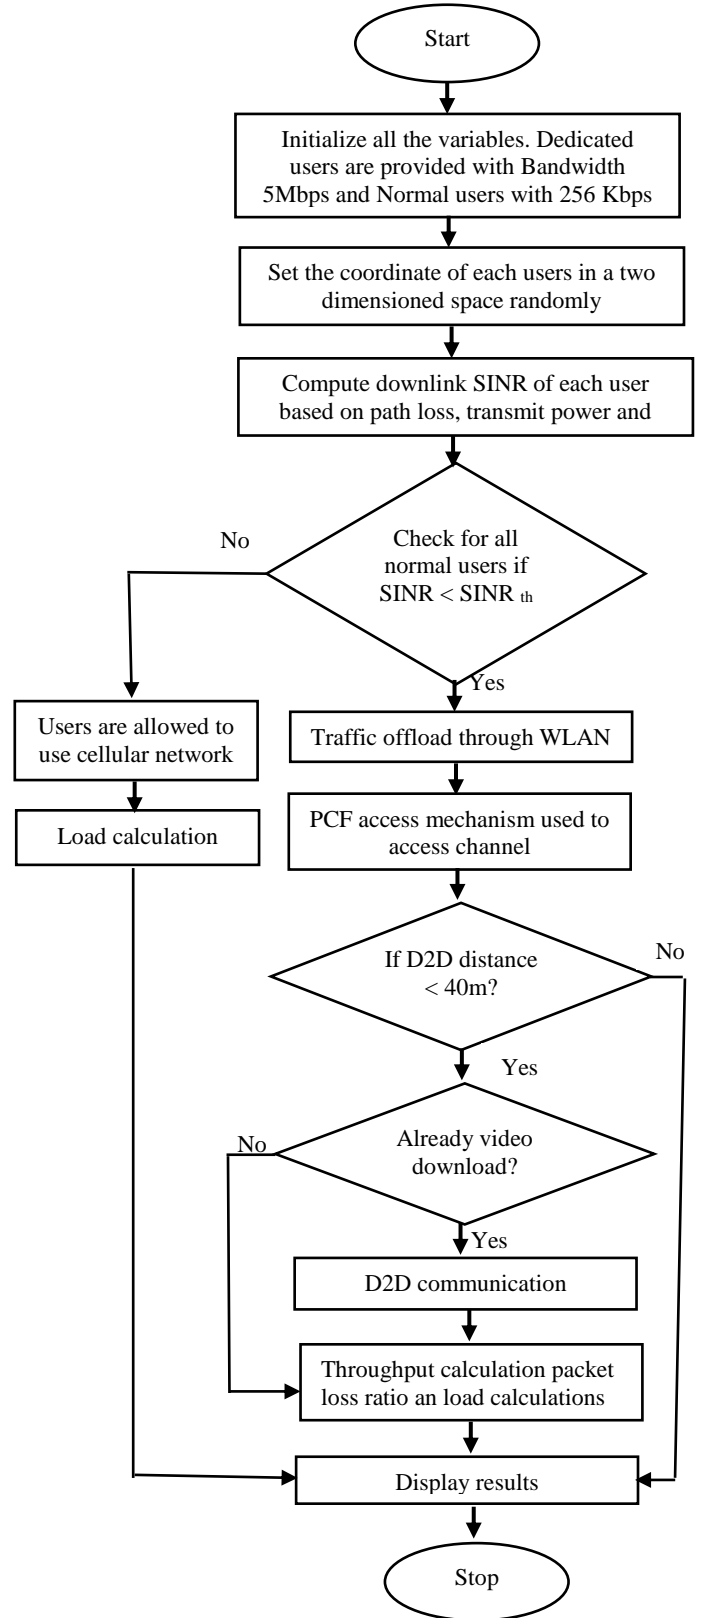 Start
Initialize all the variables. Dedicated
users are provided with Bandwidth
5Mbps and Normal users with 256 Kbps
Set the coordinate of each users in a two
dimensioned space randomly
Compute downlink SINR of each user
based on path loss, transmit power and
No
Check for all
normal users if
SINR < SINR th
Yes
Users are allowed to
use cellular network
Traffic offload through WLAN
Load calculation
PCF access mechanism used to
access channel
If D2D distance
< 40m?
No
Yes
No
Already video
download?
Yes
D2D communication
Throughput calculation packet
loss ratio an load calculations
Display results
Stop